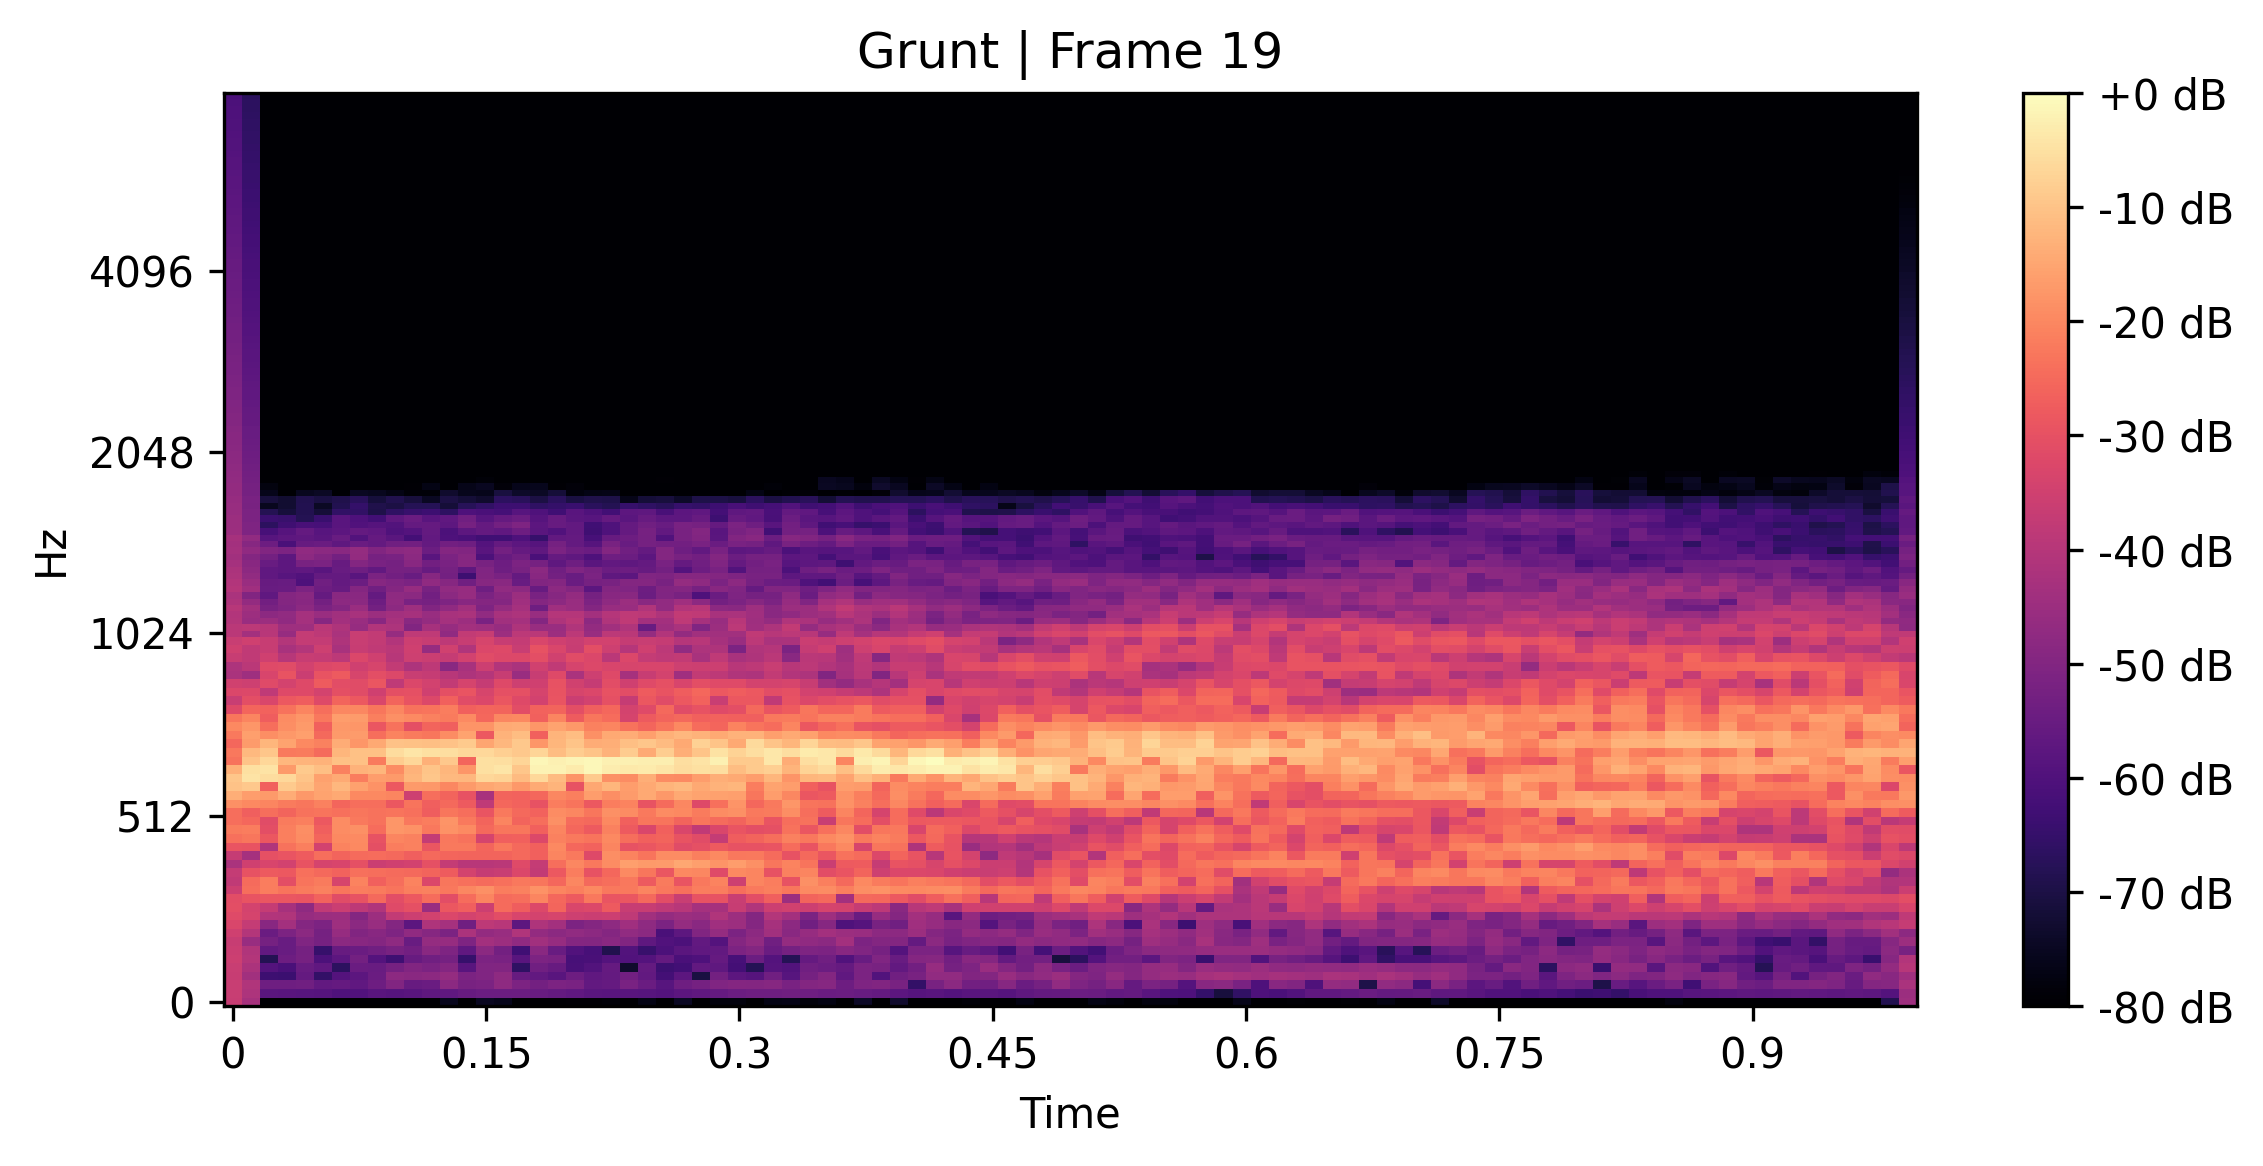 Grunt | Frame 19
+0 dB
-10 dB
-20 dB
-30 dB
-40 dB
-50 dB
-60 dB
-70 dB
-80 dB
Hz
4096
2048
1024
512
0
0 0.15 0.3 0.45 0.6 0.75 0.9
Time